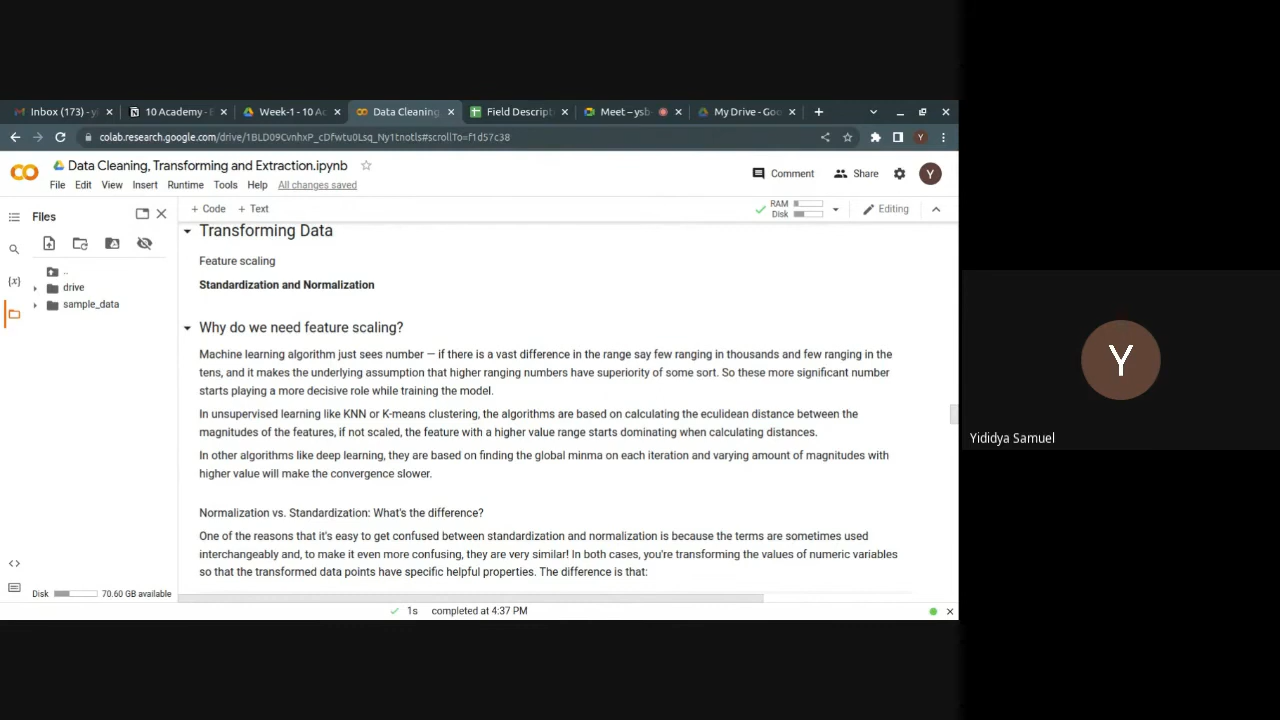 Inbox (173) - y
10 Academy - E
Week-1 - 10 Ac
Data Cleaning,
Field Descript
Meet – ysb-
My Drive - Goo
colab.research.google.com/drive/1BLD09CvnhxP_cDfwtu0Lsq_Ny1tnotls#scrollTo=f1d57c38
Data Cleaning, Transforming and Extraction.ipynb
Comment
Share
Y
File Edit View Insert Runtime Tools Help All changes saved
Files
+ Code + Text
RAM
Disk
Editing
..
drive
sample_data
{x}
Transforming Data
Feature scaling
Standardization and Normalization
Why do we need feature scaling?
Machine learning algorithm just sees number — if there is a vast difference in the range say few ranging in thousands and few ranging in the
tens, and it makes the underlying assumption that higher ranging numbers have superiority of some sort. So these more significant number
starts playing a more decisive role while training the model.
In unsupervised learning like KNN or K-means clustering, the algorithms are based on calculating the eculidean distance between the
magnitudes of the features, if not scaled, the feature with a higher value range starts dominating when calculating distances.
In other algorithms like deep learning, they are based on finding the global minma on each iteration and varying amount of magnitudes with
higher value will make the convergence slower.
Normalization vs. Standardization: What's the difference?
One of the reasons that it's easy to get confused between standardization and normalization is because the terms are sometimes used
interchangeably and, to make it even more confusing, they are very similar! In both cases, you're transforming the values of numeric variables
so that the transformed data points have specific helpful properties. The difference is that:
Disk 70.60 GB available
1s completed at 4:37 PM
Y
Yididya Samuel